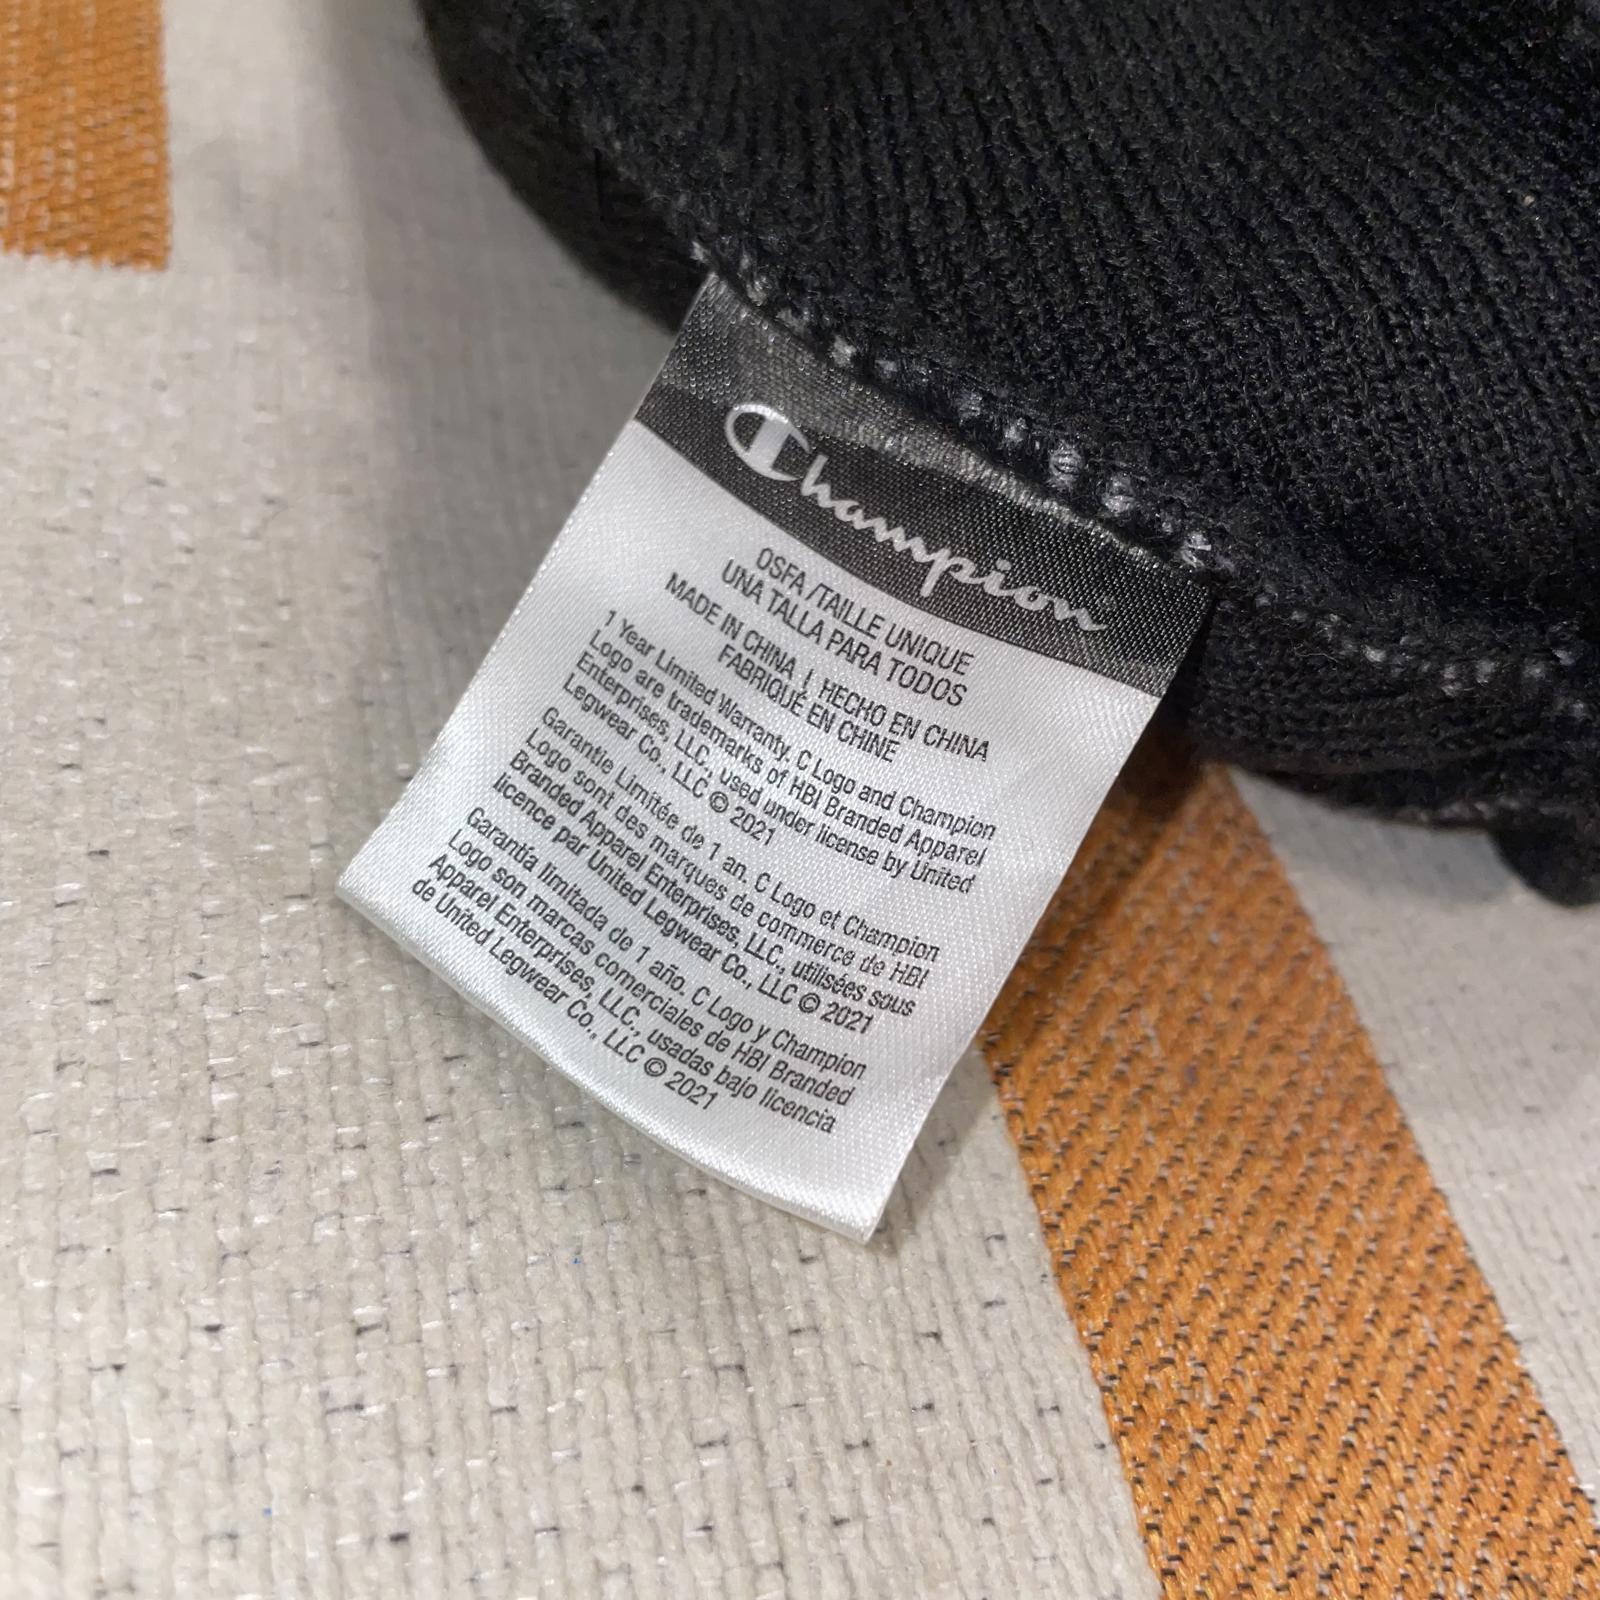 Champion
OSFA /TAILLE UNIQUE
UNA TALLA PARA TODOS
MADE IN CHINA | HECHO EN CHINA
FABRIQUÉ EN CHINE
1 Year Limited Warranty. C Logo and Champion
Logo are trademarks of HBI Branded Apparel
Enterprises, LLC., used under license by United
Legwear Co., LLC © 2021
Garantie Limitée de 1 an. C Logo et Champion
Logo sont des marques de commerce de HBI
Branded Apparel Enterprises, LLC., utilisées sous
licence par United Legwear Co., LLC © 2021
Garantía limitada de 1 año. C Logo y Champion
Logo son marcas comerciales de HBI Branded
Apparel Enterprises, LLC., usadas bajo licencia
de United Legwear Co., LLC © 2021